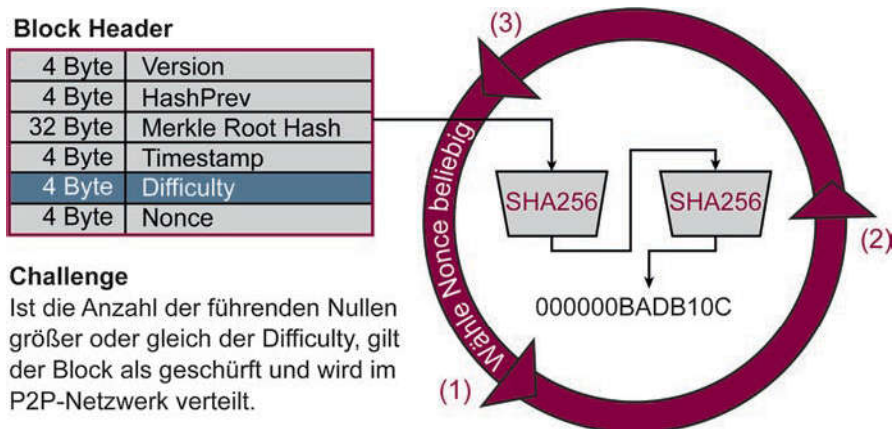 Block Header
4 Byte Version
4 Byte HashPrev
32 Byte Merkle Root Hash
4 Byte Timestamp
4 Byte Difficulty
4 Byte Nonce
Challenge
Ist die Anzahl der führenden Nullen
größer oder gleich der Difficulty, gilt
der Block als geschürft und wird im
P2P-Netzwerk verteilt.
(3)
Wähle Nonce beliebig
SHA256 SHA256
(2)
000000BADB10C
(1)